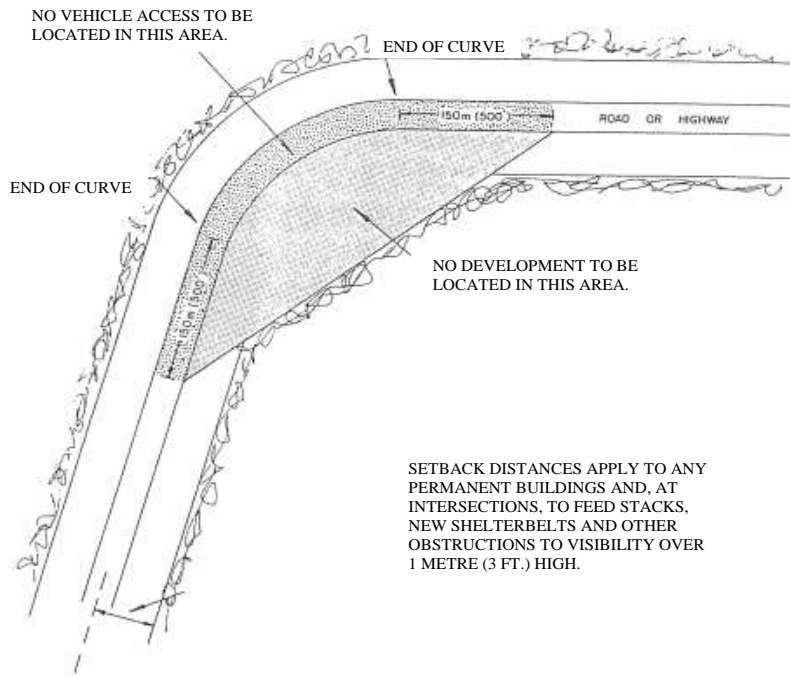 NO VEHICLE ACCESS TO BE
LOCATED IN THIS AREA.
END OF CURVE
150m (500'
ROAD OR HIGHWAY
END OF CURVE
NO DEVELOPMENT TO BE
LOCATED IN THIS AREA.
150m (500'
SETBACK DISTANCES APPLY TO ANY
PERMANENT BUILDINGS AND, AT
INTERSECTIONS, TO FEED STACKS,
NEW SHELTERBELTS AND OTHER
OBSTRUCTIONS TO VISIBILITY OVER
1 METRE (3 FT.) HIGH.